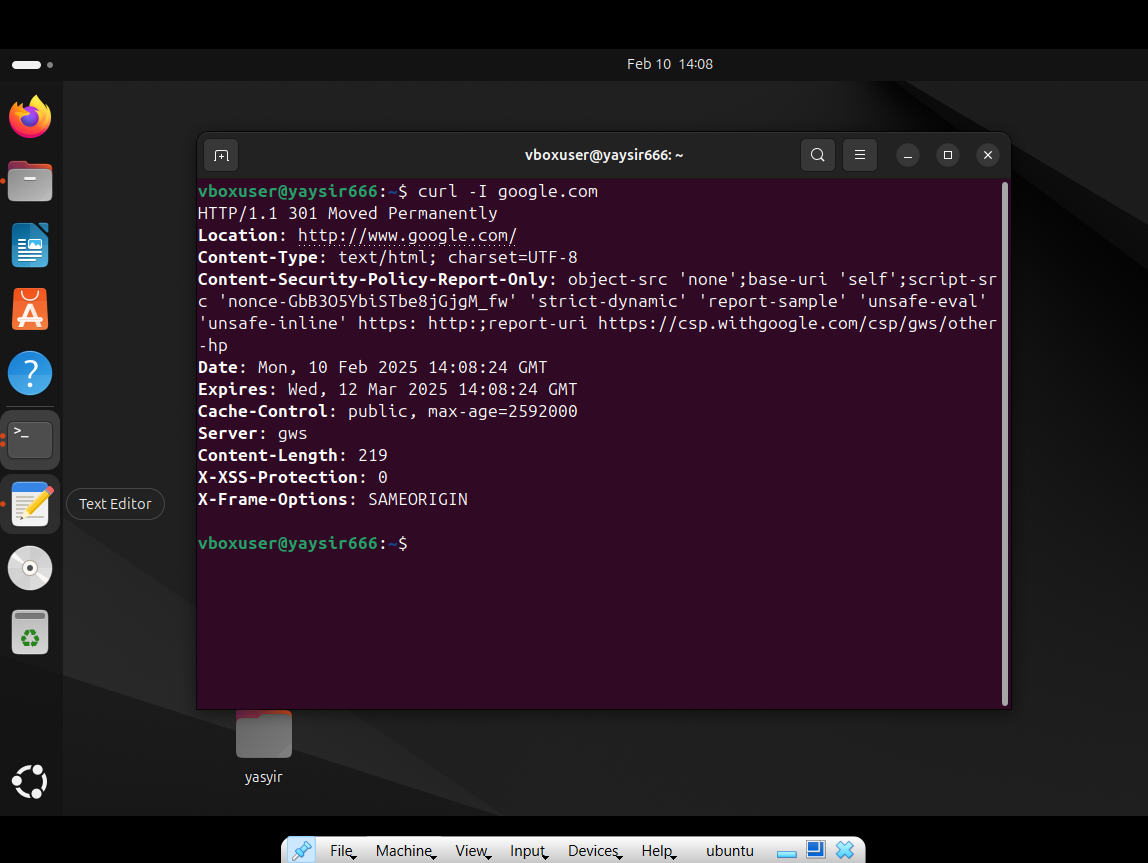 Feb 10 14:08
vboxuser@yaysir666: ~
vboxuser@yaysir666:~$ curl -I google.com
HTTP/1.1 301 Moved Permanently
Location: http://www.google.com/
Content-Type: text/html; charset=UTF-8
Content-Security-Policy-Report-Only: object-src 'none';base-uri 'self';script-sr
c 'nonce-GbB3O5YbiSTbe8jGjgM_fw' 'strict-dynamic' 'report-sample' 'unsafe-eval'
'unsafe-inline' https: http:;report-uri https://csp.withgoogle.com/csp/gws/other
-hp
Date: Mon, 10 Feb 2025 14:08:24 GMT
Expires: Wed, 12 Mar 2025 14:08:24 GMT
Cache-Control: public, max-age=2592000
Server: gws
Content-Length: 219
X-XSS-Protection: 0
X-Frame-Options: SAMEORIGIN
Text Editor
vboxuser@yaysir666:~$
yasyir
File Machine View Input Devices Help ubuntu